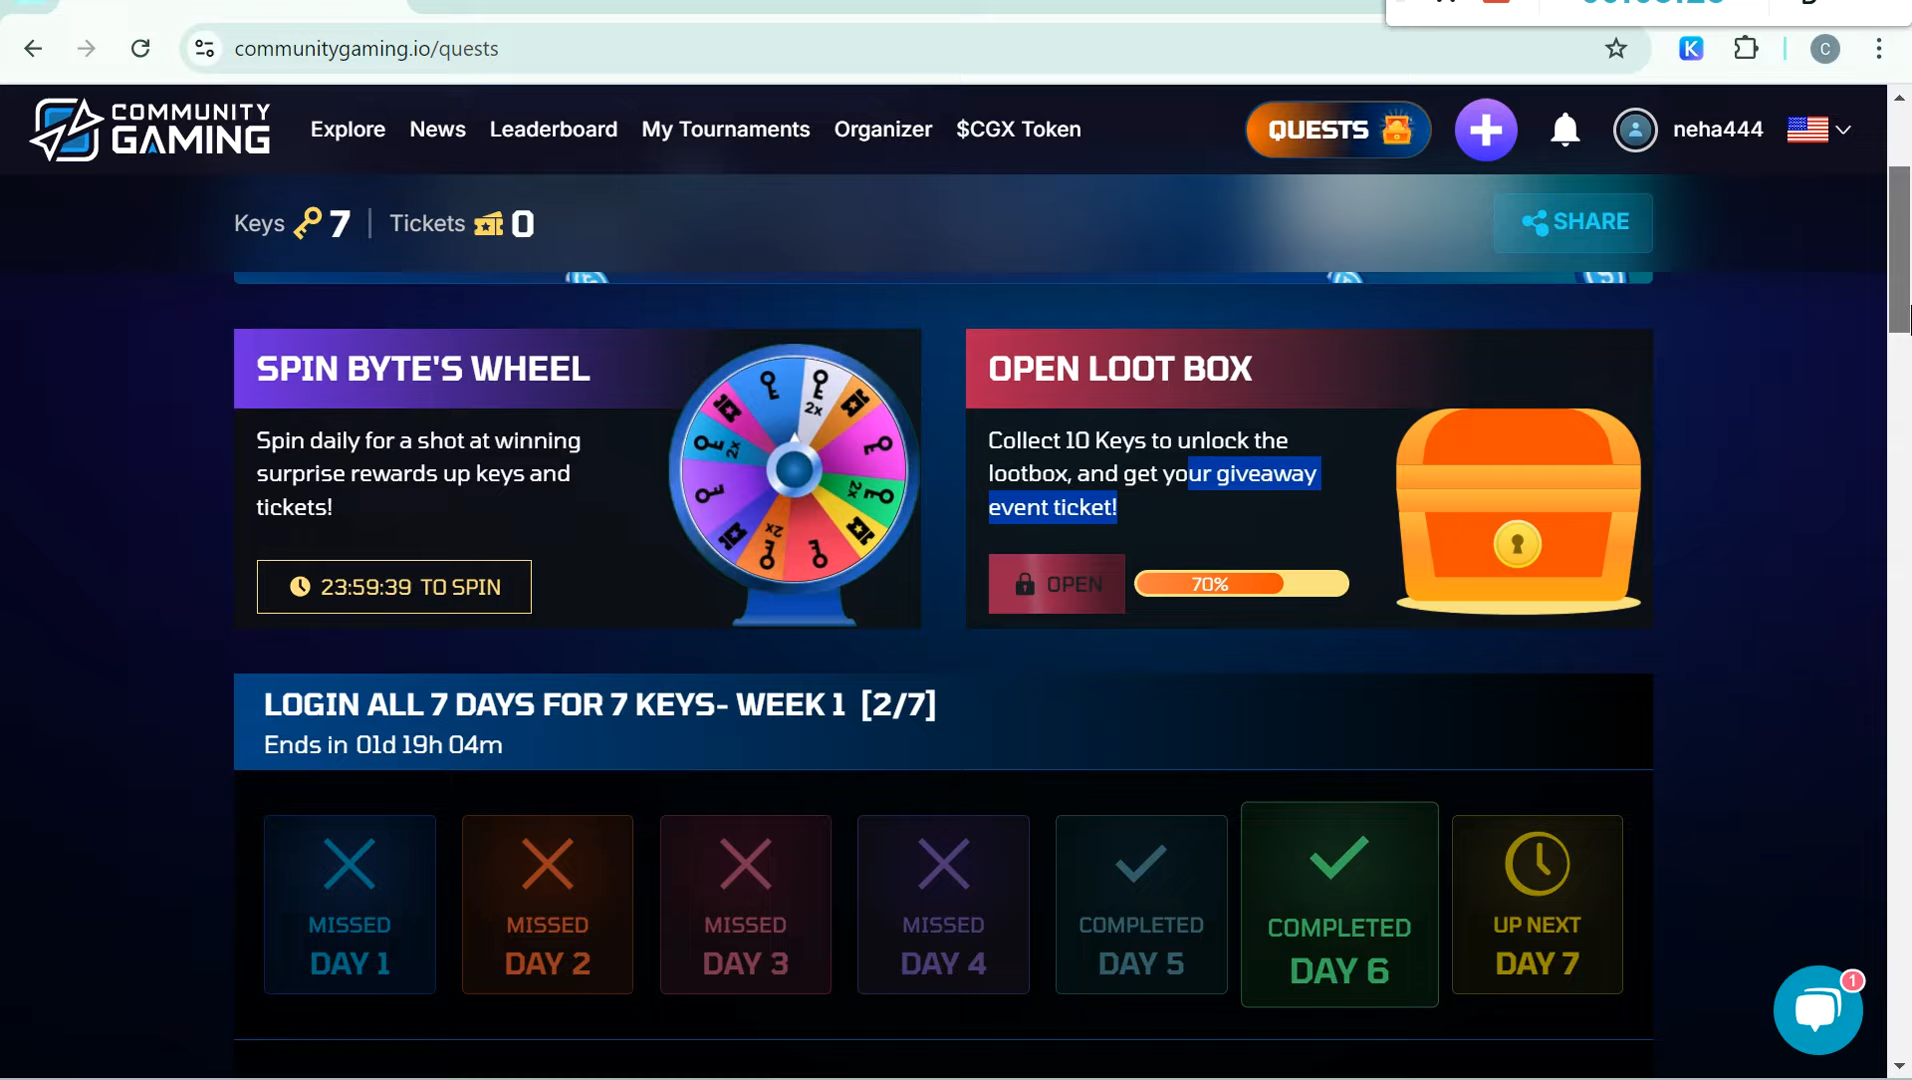 communitygaming.io/quests
K
C
COMMUNITY
GAMING
Explore
News
Leaderboard
My Tournaments
Organizer
$CGX Token
QUESTS
neha444
Keys 7
Tickets 0
SHARE
SPIN BYTE'S WHEEL
Spin daily for a shot at winning
surprise rewards up keys and
tickets!
23:59:39 TO SPIN
2x
2x
2x
2x
OPEN LOOT BOX
Collect 10 Keys to unlock the
lootbox, and get your giveaway
event ticket!
OPEN
70%
LOGIN ALL 7 DAYS FOR 7 KEYS- WEEK 1 [2/7]
Ends in 01d 19h 04m
MISSED
DAY 1
MISSED
DAY 2
MISSED
DAY 3
MISSED
DAY 4
COMPLETED
DAY 5
COMPLETED
DAY 6
UP NEXT
DAY 7
1